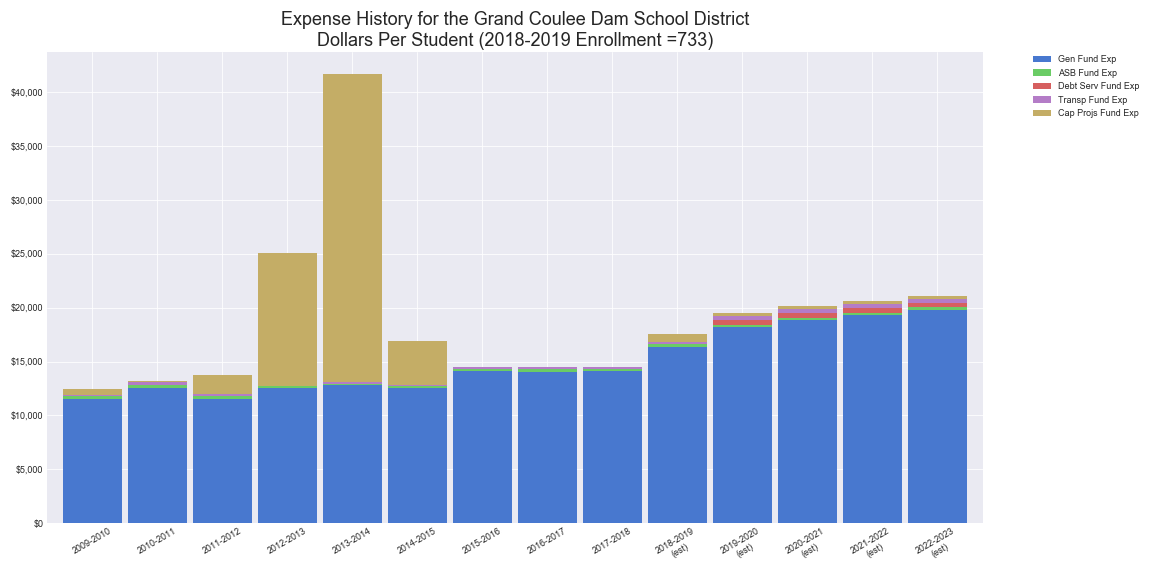 Expense History for the Grand Coulee Dam School District
Dollars Per Student (2018-2019 Enrollment =733)
Gen Fund Exp
ASB Fund Exp
Debt Serv Fund Exp
Transp Fund Exp
Cap Projs Fund Exp
$40,000
$35,000
$30,000
$25,000
$20,000
$15,000
$10,000
$5,000
$0
2009-2010
2010-2011
2011-2012
2012-2013
2013-2014
2014-2015
2015-2016
2016-2017
2017-2018
2018-2019
(est)
2019-2020
(est)
2020-2021
(est)
2021-2022
(est)
2022-2023
(est)